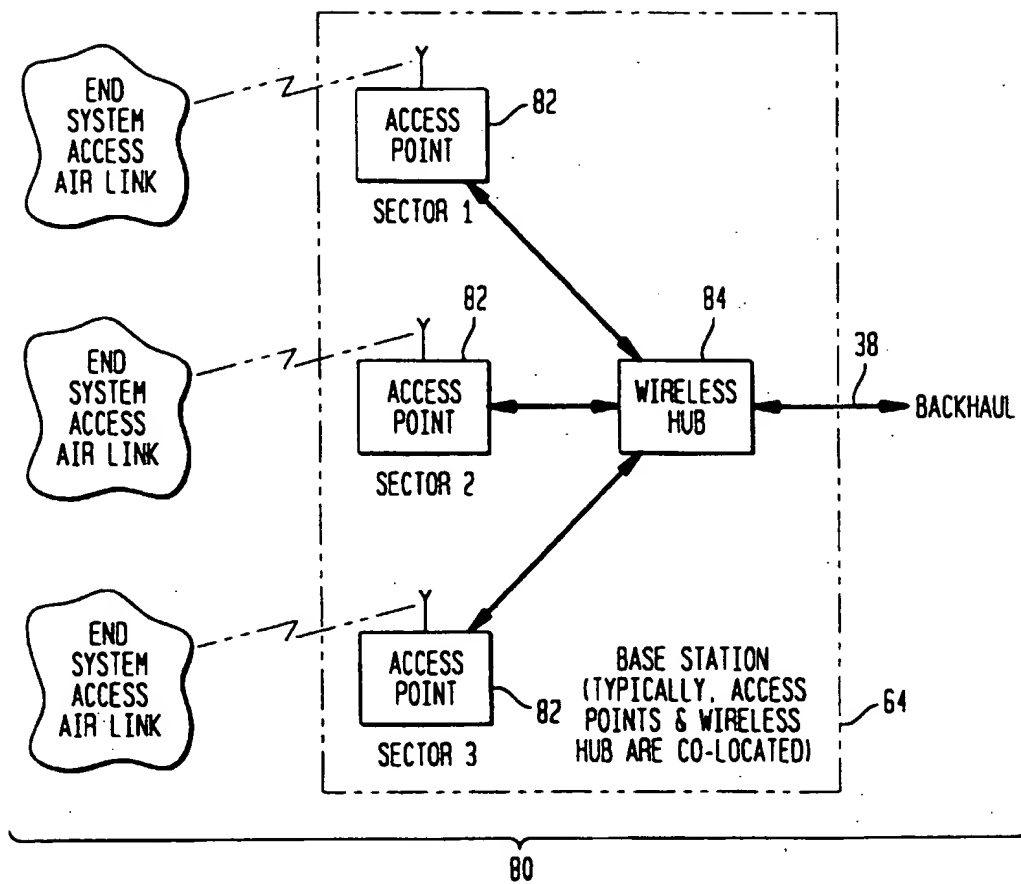 END
SYSTEM
ACCESS
AIR LINK
ACCESS
POINT
82
SECTOR 1
END
SYSTEM
ACCESS
AIR LINK
ACCESS
POINT
82
SECTOR 2
WIRELESS
HUB
84
38
BACKHAUL
END
SYSTEM
ACCESS
AIR LINK
ACCESS
POINT
82
SECTOR 3
BASE STATION
(TYPICALLY, ACCESS
POINTS & WIRELESS
HUB ARE CO-LOCATED)
64
80